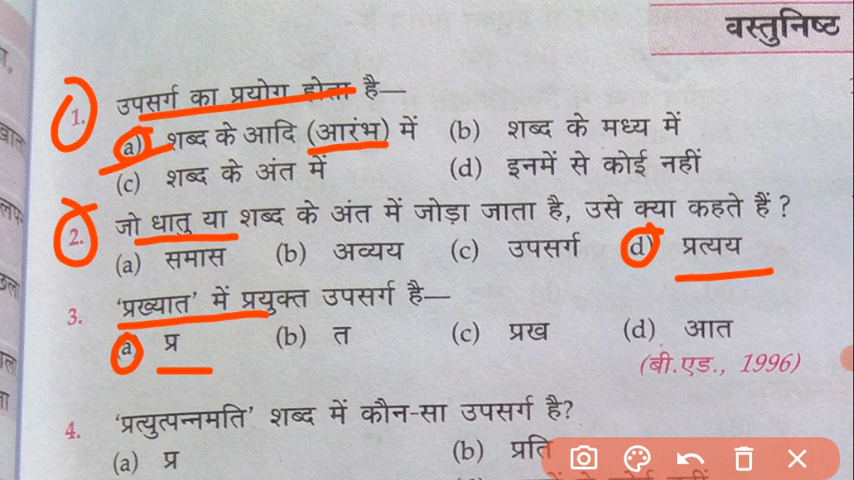 वस्तुनिष्ट
1. उपसर्ग का प्रयोग होता है—
(a) शब्द के आदि (आरंभ) में (b) शब्द के मध्य में
(c) शब्द के अंत में (d) इनमें से कोई नहीं
2. जो धातु या शब्द के अंत में जोड़ा जाता है, उसे क्या कहते हैं ?
(a) समास (b) अव्यय (c) उपसर्ग (d) प्रत्यय
3. 'प्रख्यात' में प्रयुक्त उपसर्ग है—
(a) प्र (b) त (c) प्रख (d) आत
(बी.एड., 1996)
4. 'प्रत्युत्पन्नमति' शब्द में कौन-सा उपसर्ग है?
(a) प्र (b) प्रति